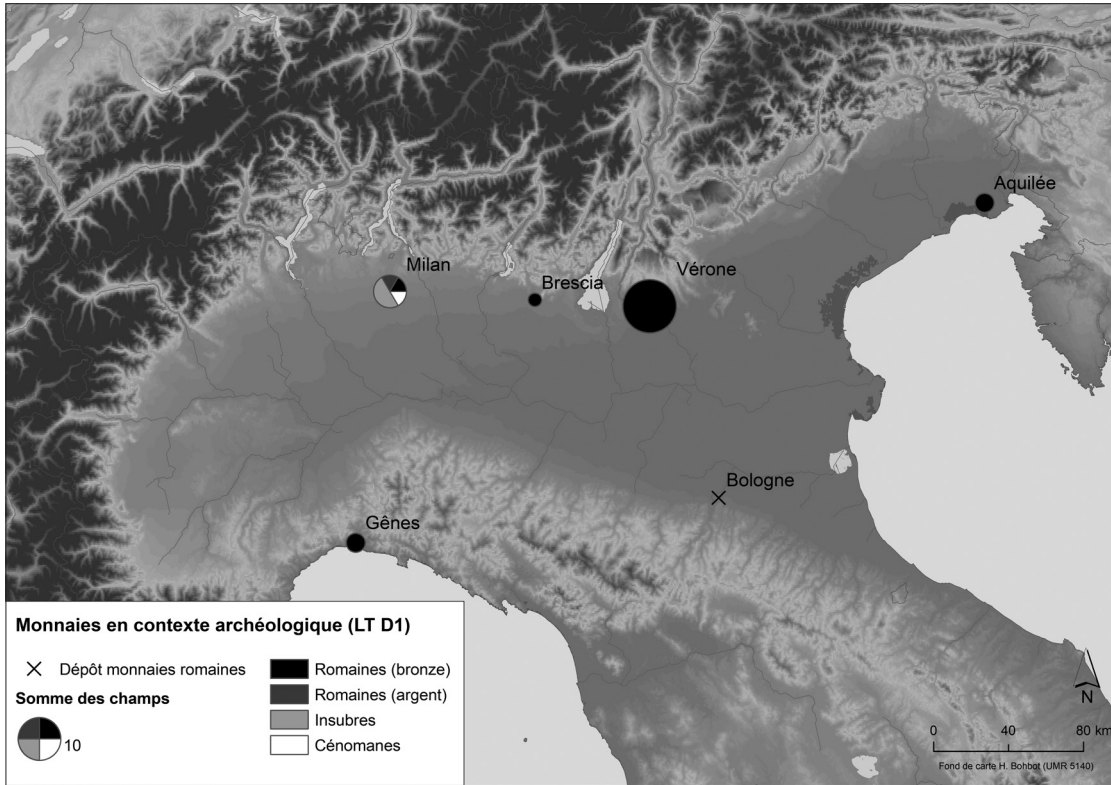 Aquilée
Milan
Brescia
Vérone
Bologne
Gênes
Monnaies en contexte archéologique (LT D1)
Dépôt monnaies romaines
Somme des champs
10
Romaines (bronze)
Romaines (argent)
Insubres
Cénomanes
N
0 40 80 km
Fond de carte H. Bohbot (UMR 5140)